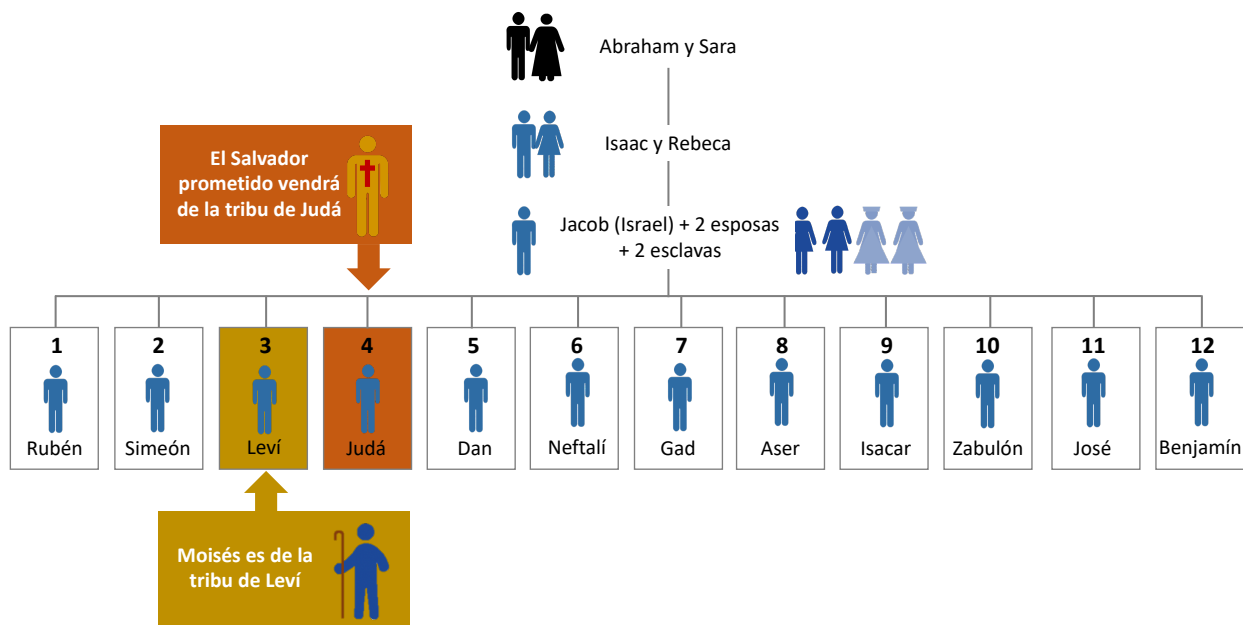 Abraham y Sara
Isaac y Rebeca
El Salvador
prometido vendrá
de la tribu de Judá
Jacob (Israel) + 2 esposas
+ 2 esclavas
1
Rubén
2
Simeón
3
Leví
4
Judá
5
Dan
6
Neftalí
7
Gad
8
Aser
9
Isacar
10
Zabulón
11
José
12
Benjamín
Moisés es de la
tribu de Leví